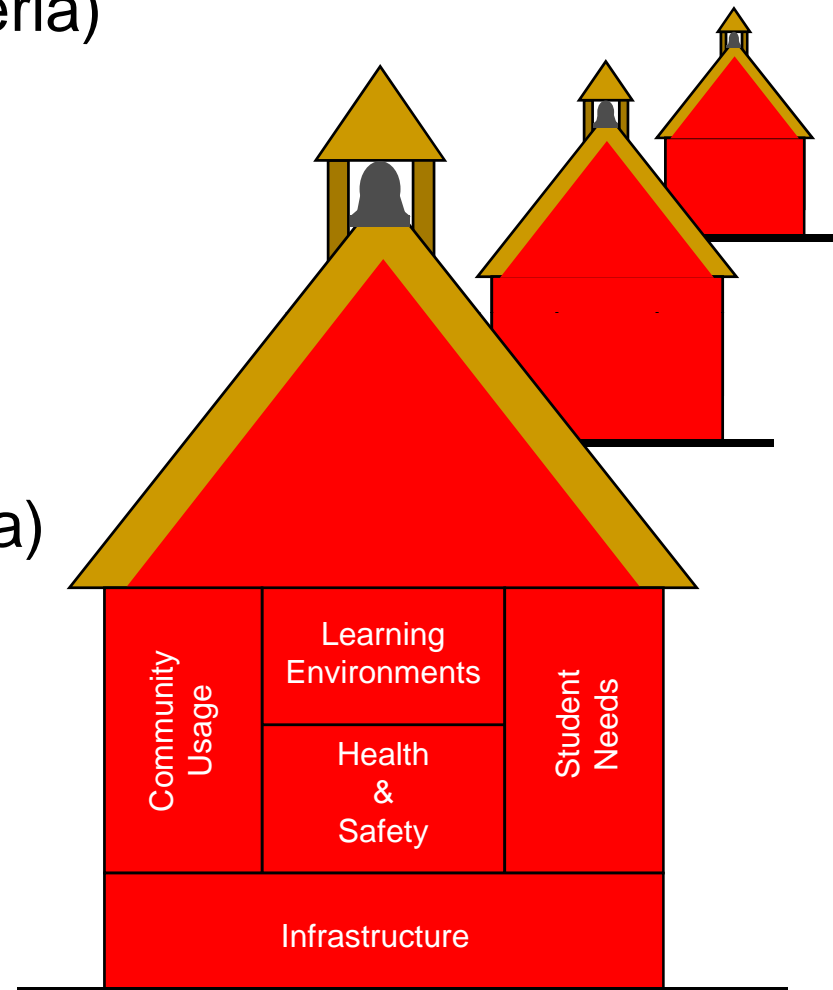 eria)
a)
Community
Usage
Learning
Environments
Health
&
Safety
Student
Needs
Infrastructure